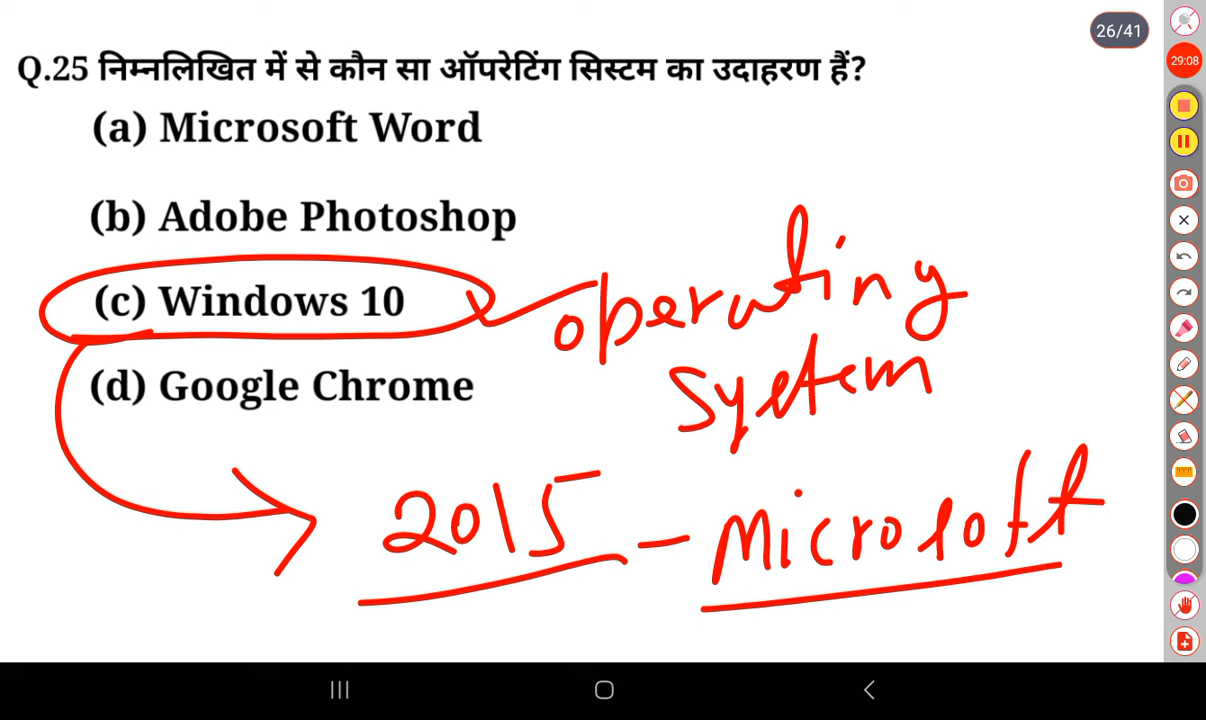 26/41
29:08
Q.25 निम्नलिखित में से कौन सा ऑपरेटिंग सिस्टम का उदाहरण हैं?
(a) Microsoft Word
(b) Adobe Photoshop
(c) Windows 10
operating
system
(d) Google Chrome
2015 - Microsoft